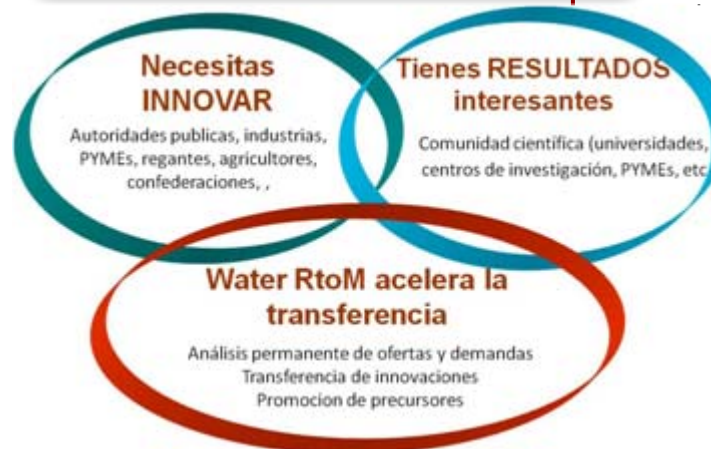 Necesitas
INNOVAR
Autoridades publicas, industrias,
PYMEs, regantes, agricultores,
confederaciones, ,
Tienes RESULTADOS
interesantes
Comunidad científica (universidades,
centros de investigación, PYMEs, etc
Water RtoM acelera la
transferencia
Análisis permanente de ofertas y demandas
Transferencia de innovaciones
Promocion de precursores